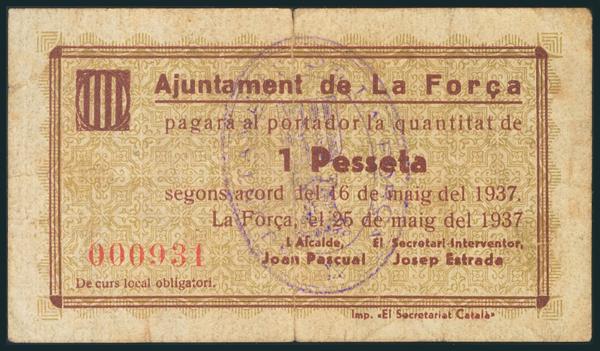 Ajuntament de La Força
pagarà al portador la quantitat de
1 Pesseta
segons acord del 16 de maig del 1937.
La Força, el 25 de maig del 1937
L'Alcalde, El Secretari-Interventor,
Joan Pascual Josep Estrada
000931
De curs local obligatori.
Imp. «El Secretariat Català»